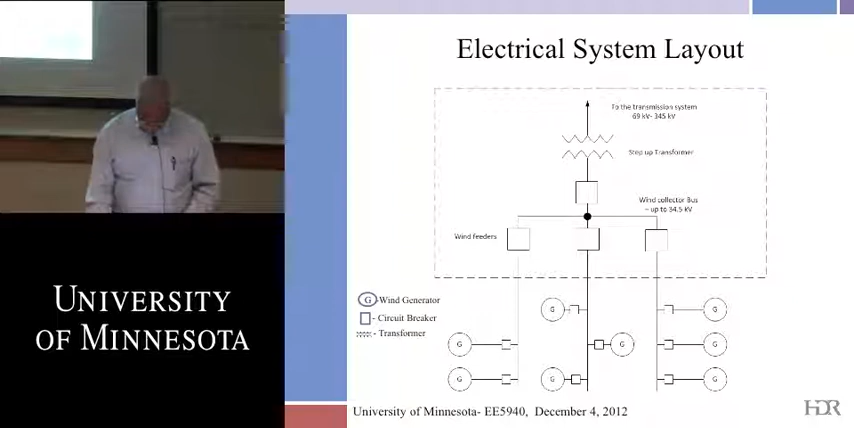 Electrical System Layout
To the transmission system
69 kV- 345 kV
Step up Transformer
Wind collector Bus
– up to 34.5 kV
Wind feeders
G -Wind Generator
- Circuit Breaker
- Transformer
G
G
G
G
G
G
G
G
UNIVERSITY
OF MINNESOTA
University of Minnesota- EE5940, December 4, 2012
HDR